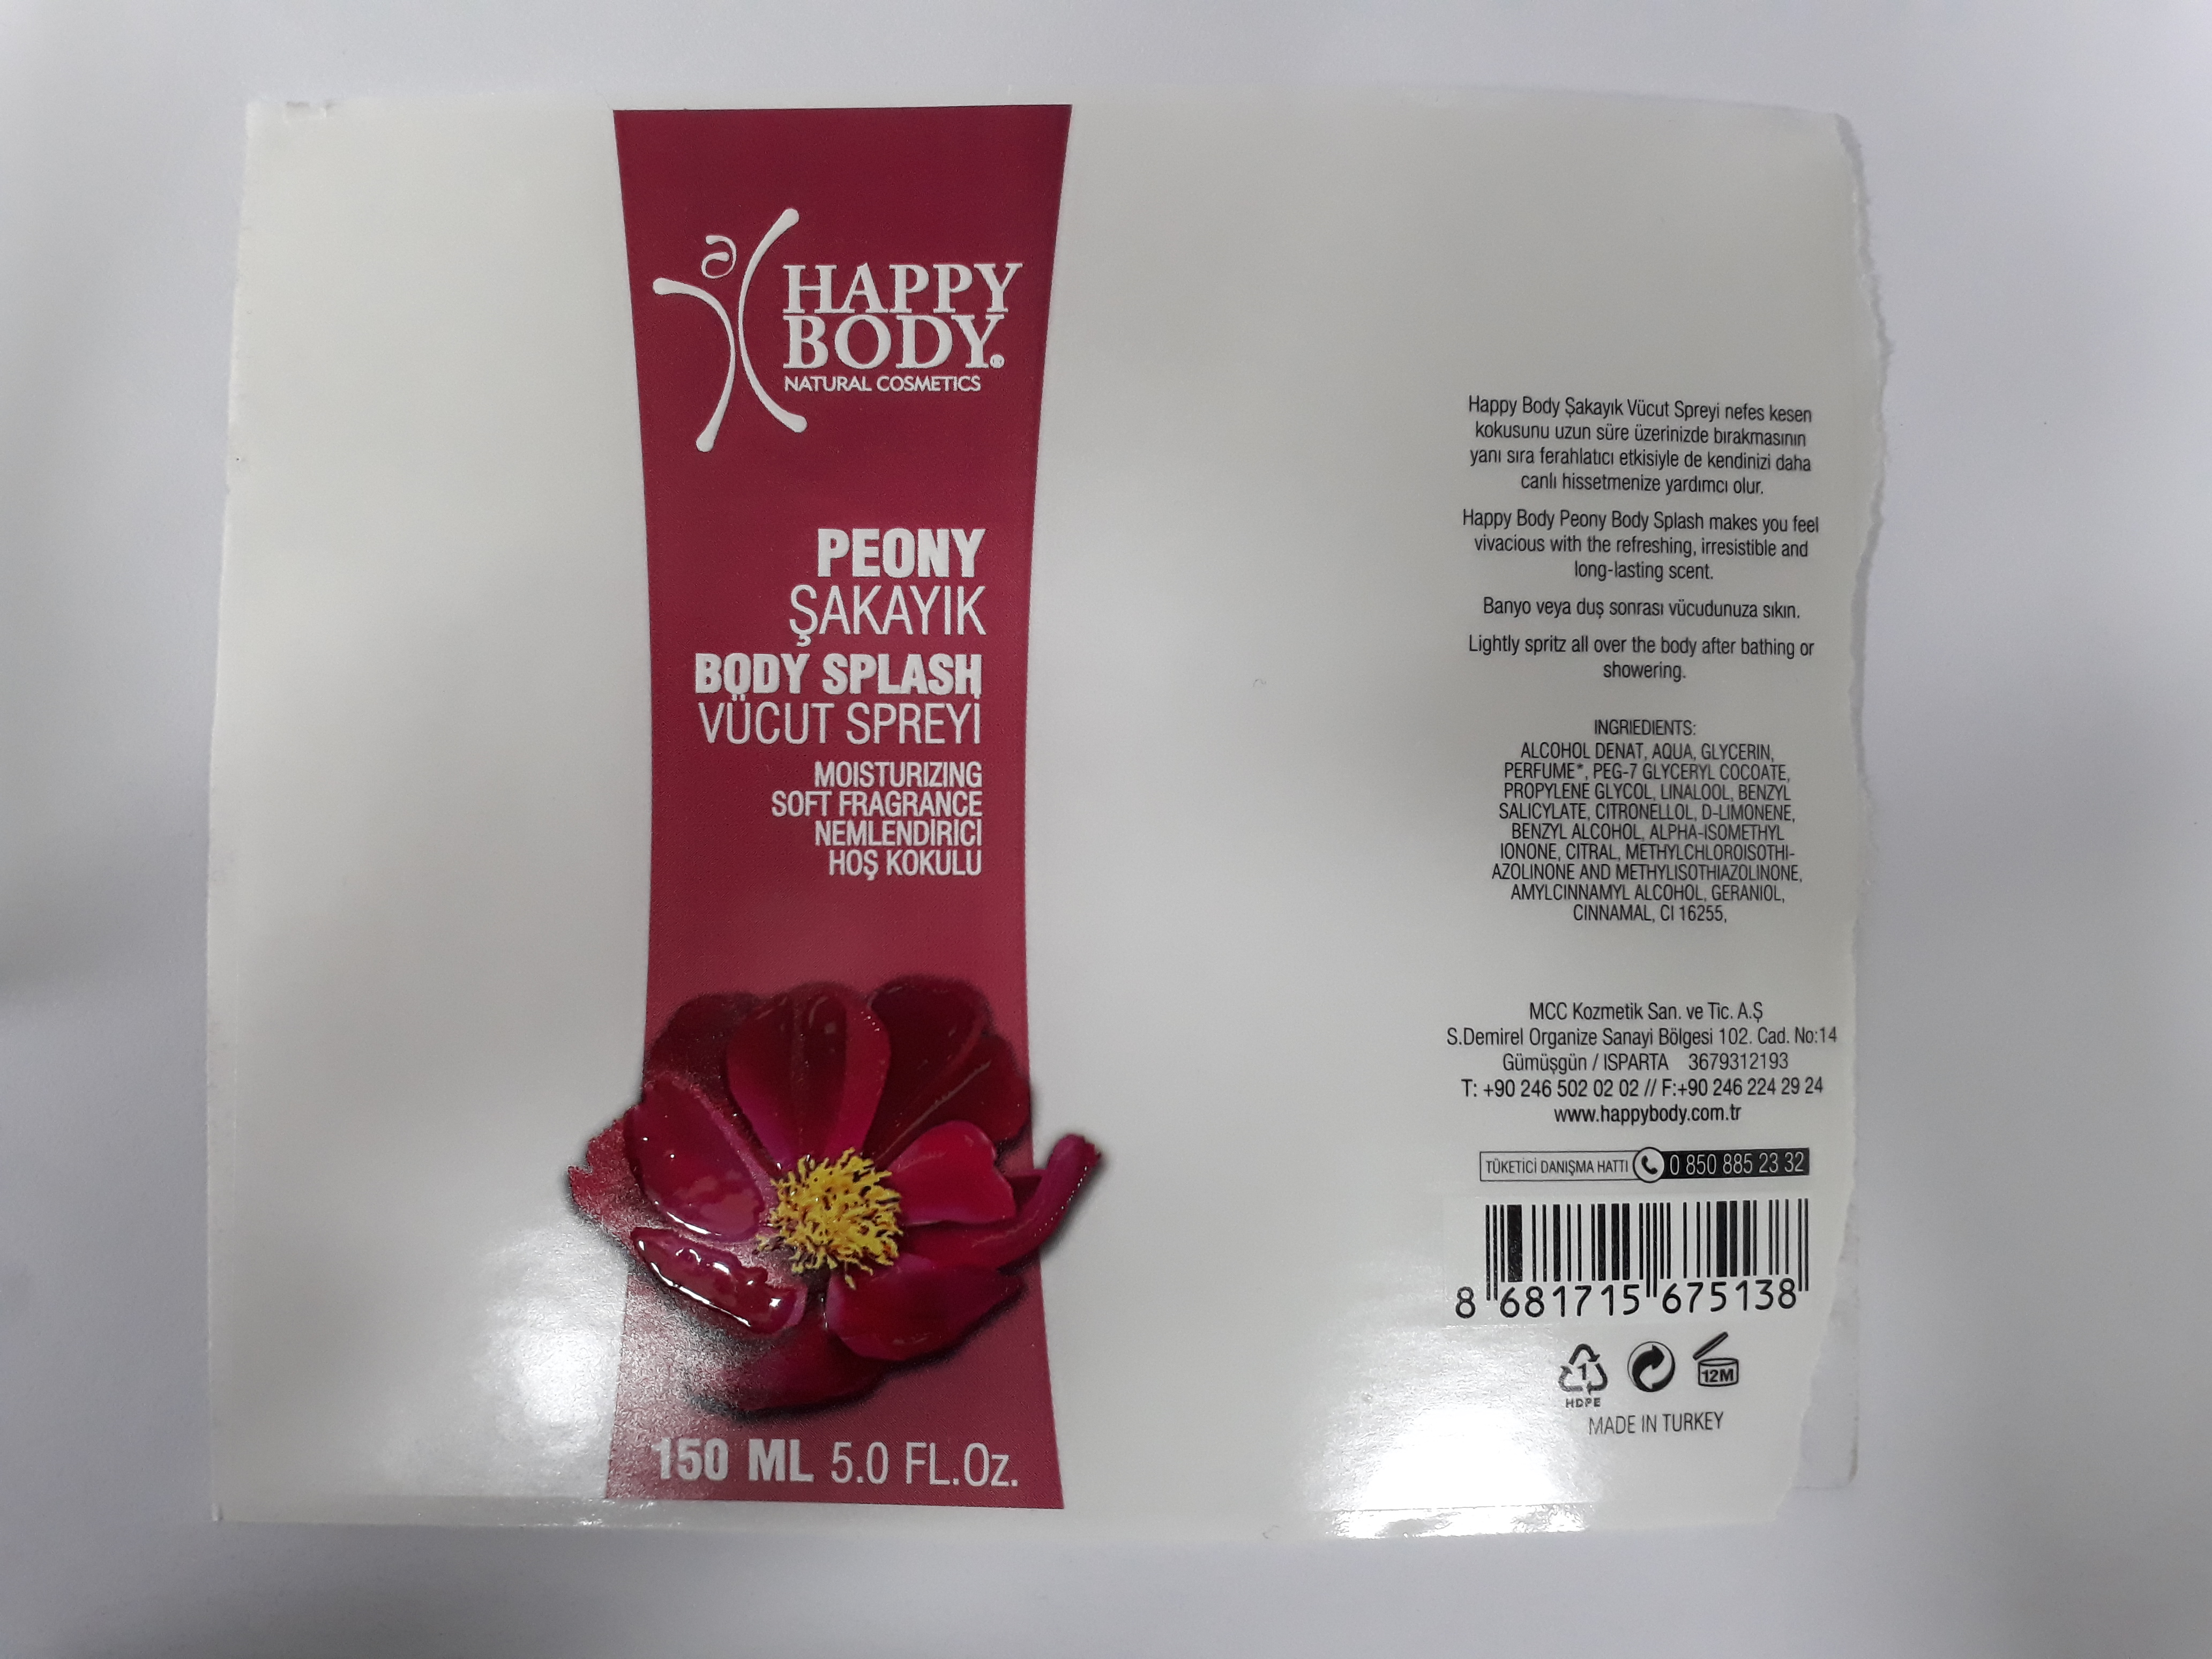 HAPPY
BODY®
NATURAL COSMETICS
PEONY
ŞAKAYIK
BODY SPLASH
VÜCUT SPREYİ
MOISTURIZING
SOFT FRAGRANCE
NEMLENDİRİCİ
HOŞ KOKULU
150 ML 5.0 FL.Oz.
Happy Body Şakayık Vücut Spreyi nefes kesen
kokusunu uzun süre üzerinizde bırakmasının
yanı sıra ferahlatıcı etkisiyle de kendinizi daha
canlı hissetmenize yardımcı olur.
Happy Body Peony Body Splash makes you feel
vivacious with the refreshing, irresistible and
long-lasting scent.
Banyo veya duş sonrası vücudunuza sıkın.
Lightly spritz all over the body after bathing or
showering.
INGRIEDIENTS:
ALCOHOL DENAT, AQUA, GLYCERIN,
PERFUME*, PEG-7 GLYCERYL COCOATE,
PROPYLENE GLYCOL, LINALOOL, BENZYL
SALICYLATE, CITRONELLOL, D-LIMONENE,
BENZYL ALCOHOL, ALPHA-ISOMETHYL
IONONE, CITRAL, METHYLCHLOROISOTHI-
AZOLINONE AND METHYLISOTHIAZOLINONE,
AMYLCINNAMYL ALCOHOL, GERANIOL,
CINNAMAL, CI 16255,
MCC Kozmetik San. ve Tic. A.Ş
S.Demirel Organize Sanayi Bölgesi 102. Cad. No:14
Gümüşgün / ISPARTA 3679312193
T: +90 246 502 02 02 // F:+90 246 224 29 24
www.happybody.com.tr
TÜKETİCİ DANIŞMA HATTI 0 850 885 23 32
8 681715 675138
1
12M
HDPE
MADE IN TURKEY